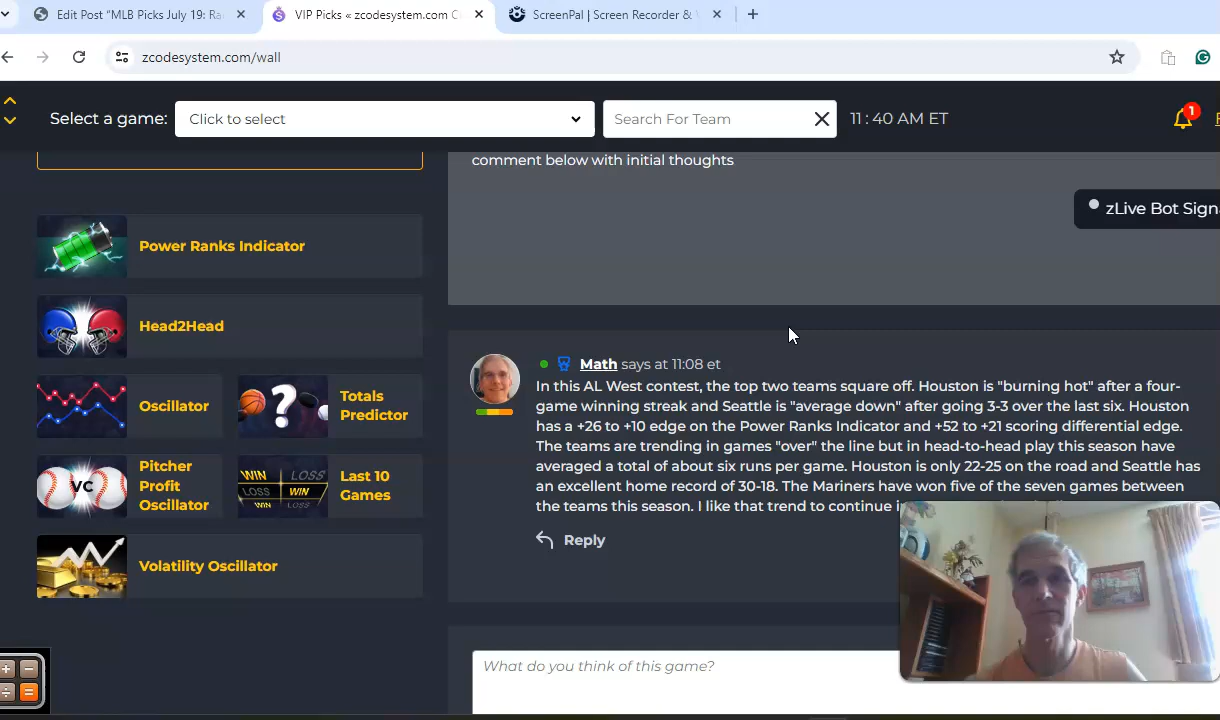 Edit Post “MLB Picks July 19: Ra
VIP Picks « zcodesystem.com C
ScreenPal | Screen Recorder &
zcodesystem.com/wall
Select a game:
Click to select
Search For Team
11 : 40 AM ET
1
comment below with initial thoughts
zLive Bot Sign
Power Ranks Indicator
Head2Head
Oscillator
Totals
Predictor
Pitcher
Profit
Oscillator
VC
WIN LOSS
LOSS WIN
WIN LOSS
Last 10
Games
Volatility Oscillator
Math says at 11:08 et
In this AL West contest, the top two teams square off. Houston is "burning hot" after a four-
game winning streak and Seattle is "average down" after going 3-3 over the last six. Houston
has a +26 to +10 edge on the Power Ranks Indicator and +52 to +21 scoring differential edge.
The teams are trending in games "over" the line but in head-to-head play this season have
averaged a total of about six runs per game. Houston is only 22-25 on the road and Seattle has
an excellent home record of 30-18. The Mariners have won five of the seven games between
the teams this season. I like that trend to continue
Reply
What do you think of this game?